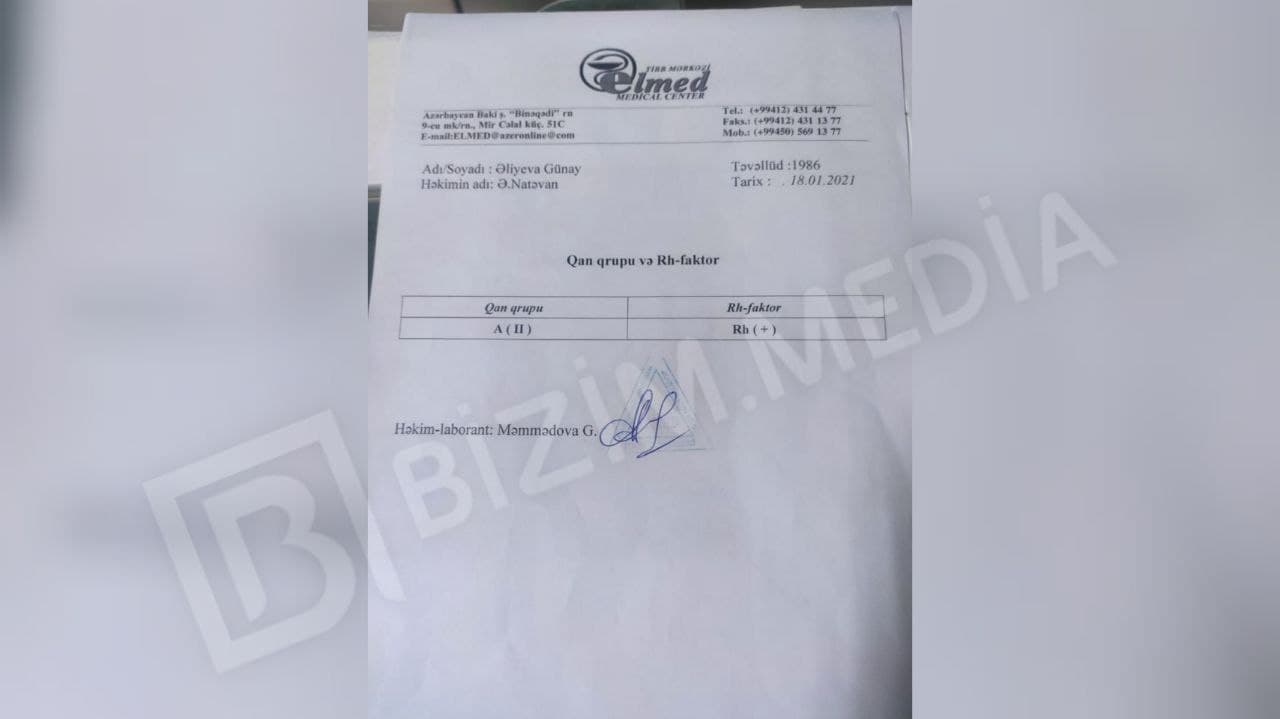 TİBB MƏRKƏZİ
elmed
MEDICAL CENTER
Azərbaycan Bakı ş. "Binəqədi" rn
9-cu mk/rn., Mir Cəlal küç. 51C
E-mail:ELMED@azeronline@com
Tel.: (+99412) 431 44 77
Faks.: (+99412) 431 13 77
Mob.: (+99450) 569 13 77
Adı/Soyadı : Əliyeva Günay
Həkimin adı: Ə.Natəvan
Təvəllüd :1986
Tarix : . 18.01.2021
Qan qrupu və Rh-faktor
Qan qrupu Rh-faktor
A ( II ) Rh ( + )
Həkim-laborant: Məmmədova G.
BİZİM.MEDİA